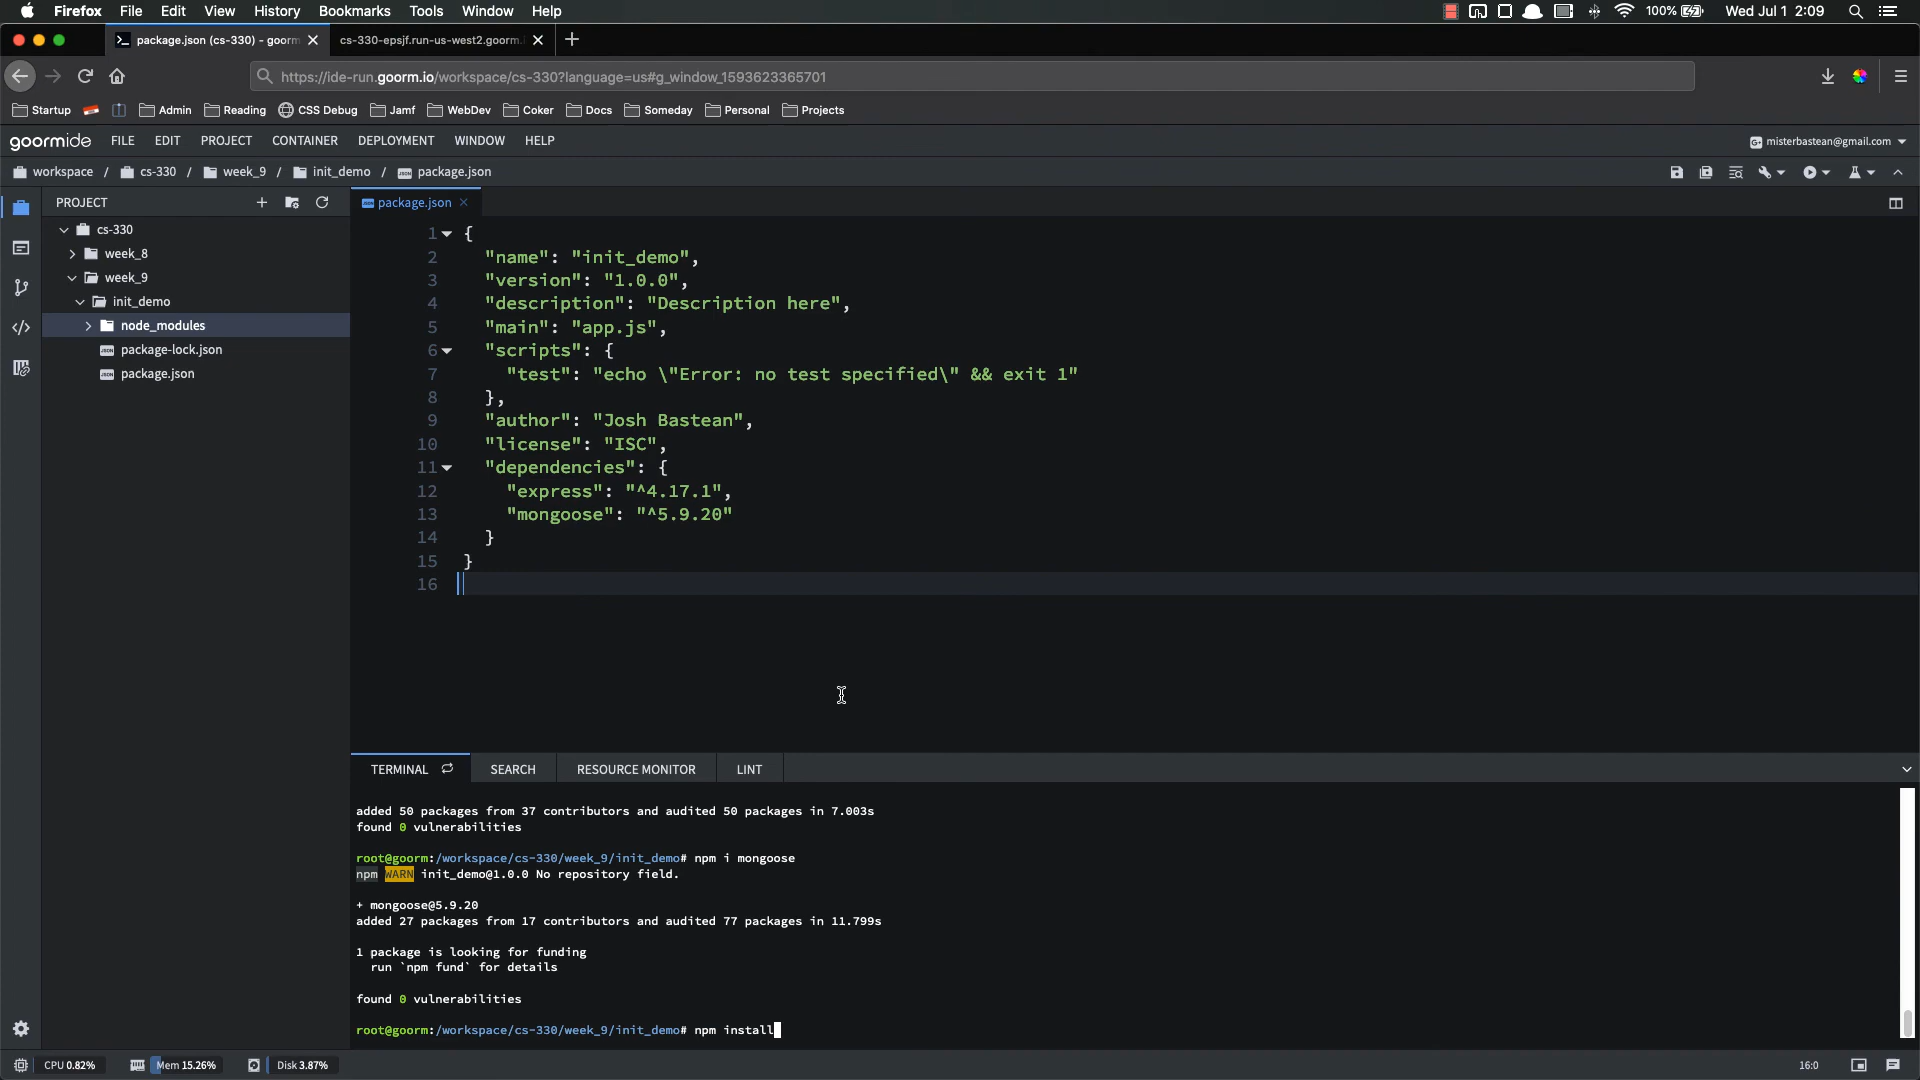 Firefox File Edit View History Bookmarks Tools Window Help 100% Wed Jul 1 2:09
package.json (cs-330) - goorm cs-330-epsjf.run-us-west2.goorm.
https://ide-run.goorm.io/workspace/cs-330?language=us#g_window_1593623365701
Startup Admin Reading CSS Debug Jamf WebDev Coker Docs Someday Personal Projects
goormide FILE EDIT PROJECT CONTAINER DEPLOYMENT WINDOW HELP misterbastean@gmail.com
workspace / cs-330 / week_9 / init_demo / package.json
PROJECT
cs-330
week_8
week_9
init_demo
node_modules
package-lock.json
package.json
package.json
1 {
2 "name": "init_demo",
3 "version": "1.0.0",
4 "description": "Description here",
5 "main": "app.js",
6 "scripts": {
7 "test": "echo \"Error: no test specified\" && exit 1"
8 },
9 "author": "Josh Bastean",
10 "license": "ISC",
11 "dependencies": {
12 "express": "^4.17.1",
13 "mongoose": "^5.9.20"
14 }
15 }
16
TERMINAL SEARCH RESOURCE MONITOR LINT
added 50 packages from 37 contributors and audited 50 packages in 7.003s
found 0 vulnerabilities
root@goorm:/workspace/cs-330/week_9/init_demo# npm i mongoose
npm WARN init_demo@1.0.0 No repository field.
+ mongoose@5.9.20
added 27 packages from 17 contributors and audited 77 packages in 11.799s
1 package is looking for funding
run `npm fund` for details
found 0 vulnerabilities
root@goorm:/workspace/cs-330/week_9/init_demo# npm install
CPU 0.82% Mem 15.26% Disk 3.87% 16:0